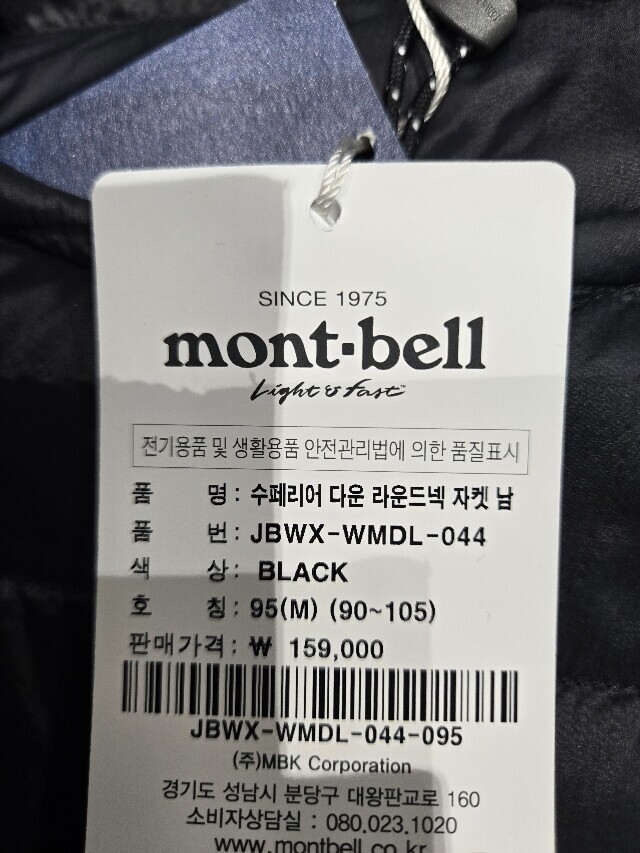 SINCE 1975
mont-bell
Light & Fast™
전기용품 및 생활용품 안전관리법에 의한 품질표시
품 명 : 수페리어 다운 라운드넥 자켓 남
품 번 : JBWX-WMDL-044
색 상 : BLACK
호 칭 : 95(M) (90~105)
판매가격 : ₩ 159,000
JBWX-WMDL-044-095
(주)MBK Corporation
경기도 성남시 분당구 대왕판교로 160
소비자상담실 : 080.023.1020
www.montbell.co.kr